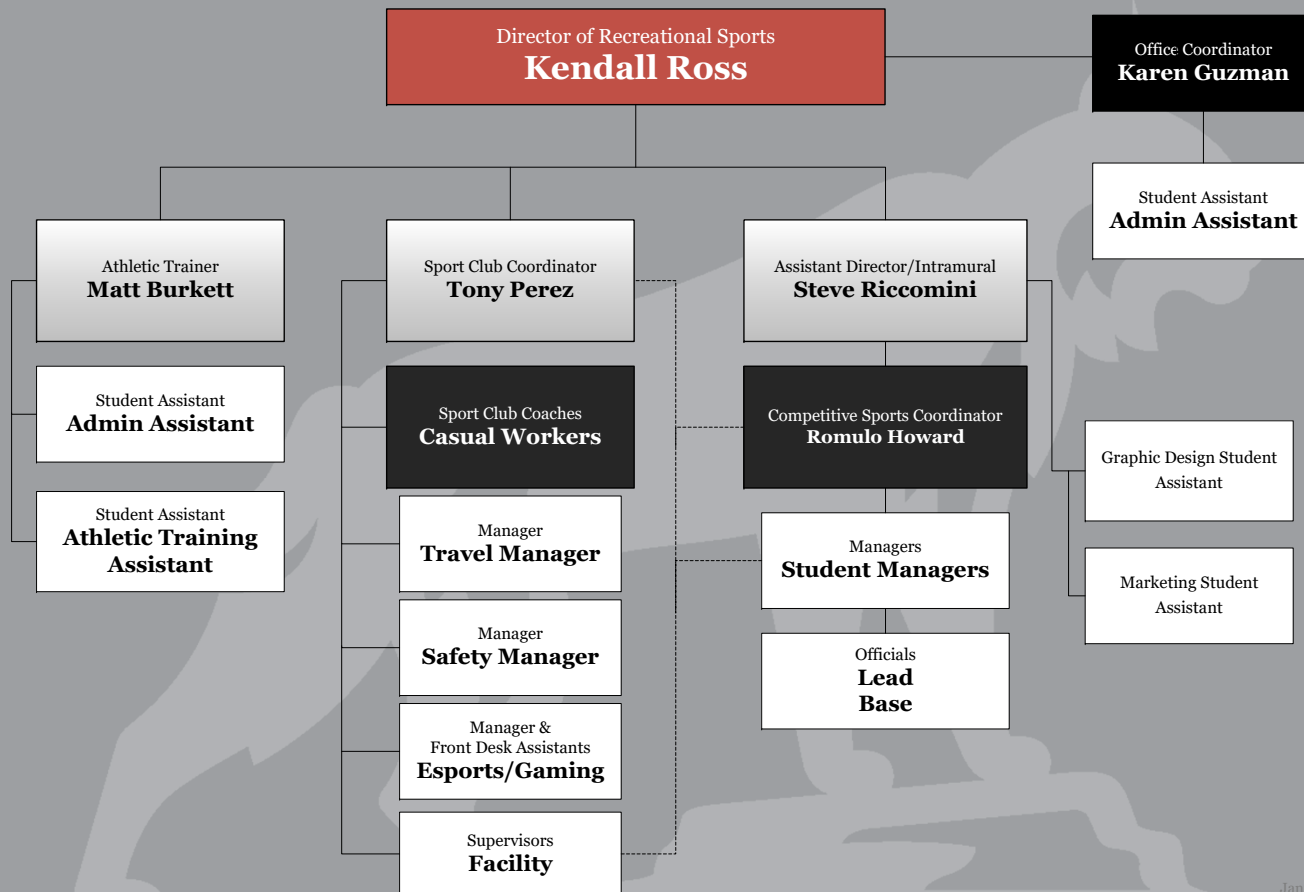 Director of Recreational Sports
Kendall Ross
Office Coordinator
Karen Guzman
Student Assistant
Admin Assistant
Athletic Trainer
Matt Burkett
Sport Club Coordinator
Tony Perez
Assistant Director/Intramural
Steve Riccomini
Student Assistant
Admin Assistant
Sport Club Coaches
Casual Workers
Competitive Sports Coordinator
Romulo Howard
Graphic Design Student
Assistant
Student Assistant
Athletic Training
Assistant
Manager
Travel Manager
Managers
Student Managers
Marketing Student
Assistant
Manager
Safety Manager
Officials
Lead
Base
Manager &
Front Desk Assistants
Esports/Gaming
Supervisors
Facility